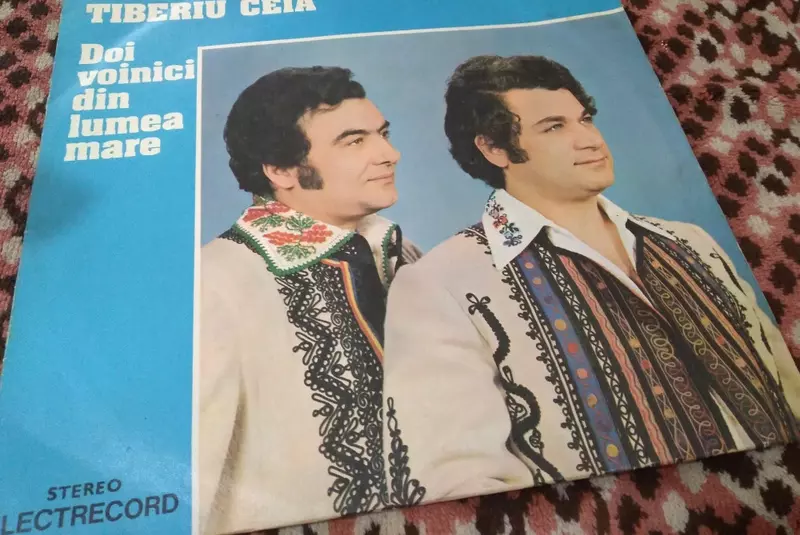 TIBERIU CEIA
Doi
voinici
din
lumea
mare
STEREO
LECTRECORD